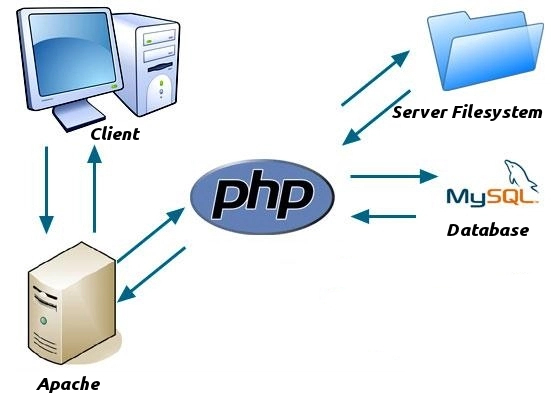 Client
Server Filesystem
php
MySQL
Database
Apache